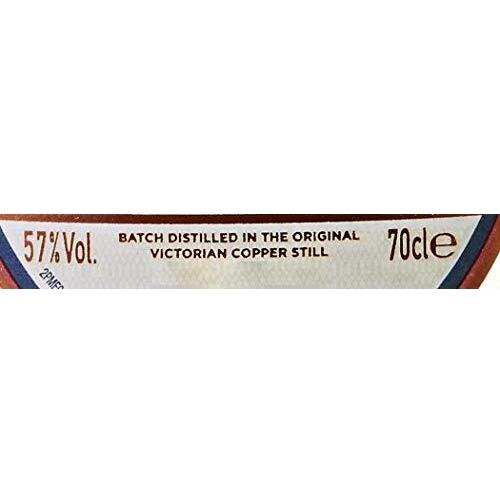 57%Vol.
BATCH DISTILLED IN THE ORIGINAL
VICTORIAN COPPER STILL
70cl℮